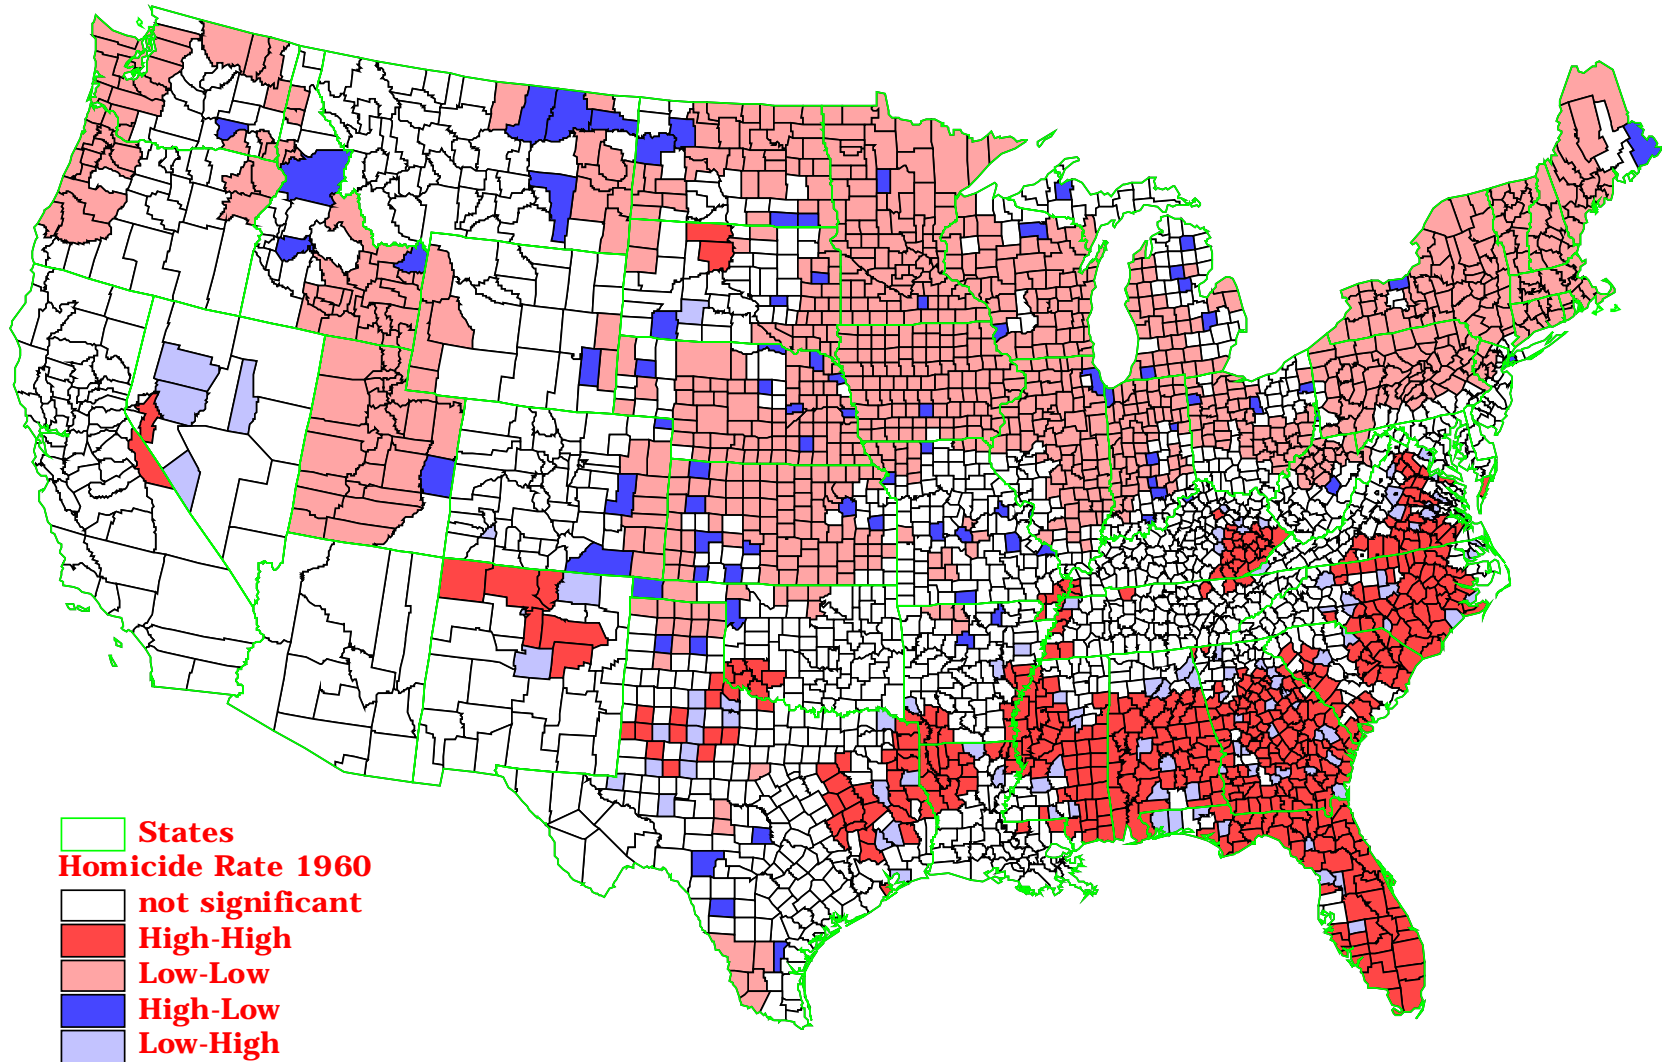 States
Homicide Rate 1960
not significant
High-High
Low-Low
High-Low
Low-High